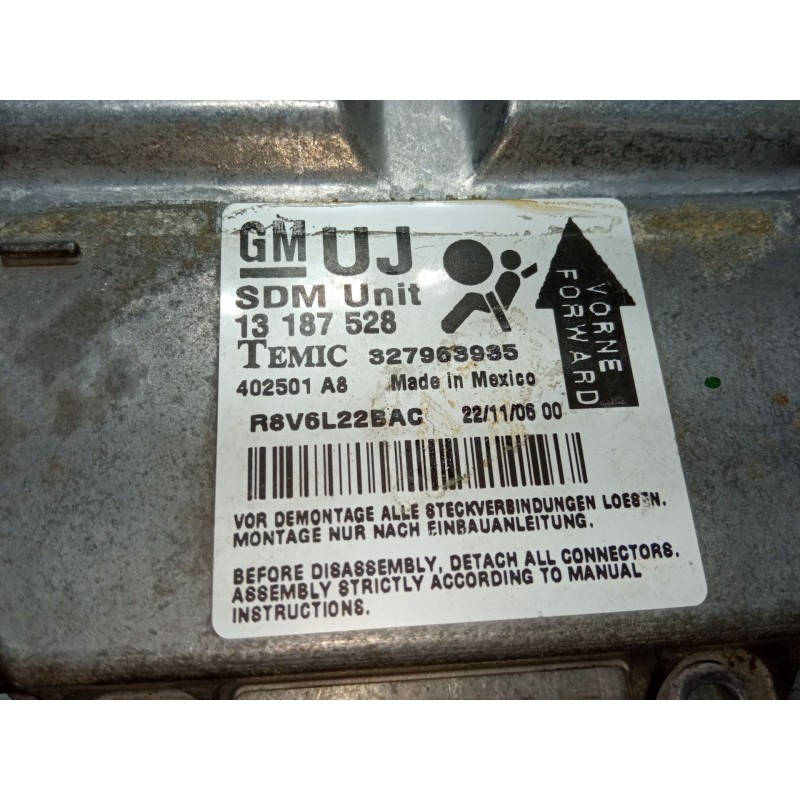 GM UJ
SDM Unit
13 187 528
TEMIC 327963935
402501 A8 Made in Mexico
R8V6L22BAC 22/11/06 00
VORNE
FORWARD
VOR DEMONTAGE ALLE STECKVERBINDUNGEN LOESEN.
MONTAGE NUR NACH EINBAUANLEITUNG.
BEFORE DISASSEMBLY, DETACH ALL CONNECTORS.
ASSEMBLY STRICTLY ACCORDING TO MANUAL
INSTRUCTIONS.